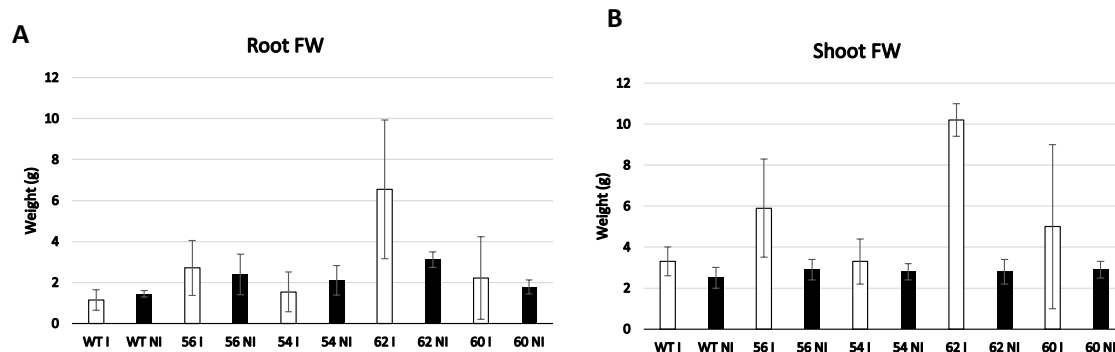 A
Root FW
Weight (g)
12
10
8
6
4
2
0
WT I WT NI 56 I 56 NI 54 I 54 NI 62 I 62 NI 60 I 60 NI
B
Shoot FW
Weight (g)
12
10
8
6
4
2
0
WT I WT NI 56 I 56 NI 54 I 54 NI 62 I 62 NI 60 I 60 NI